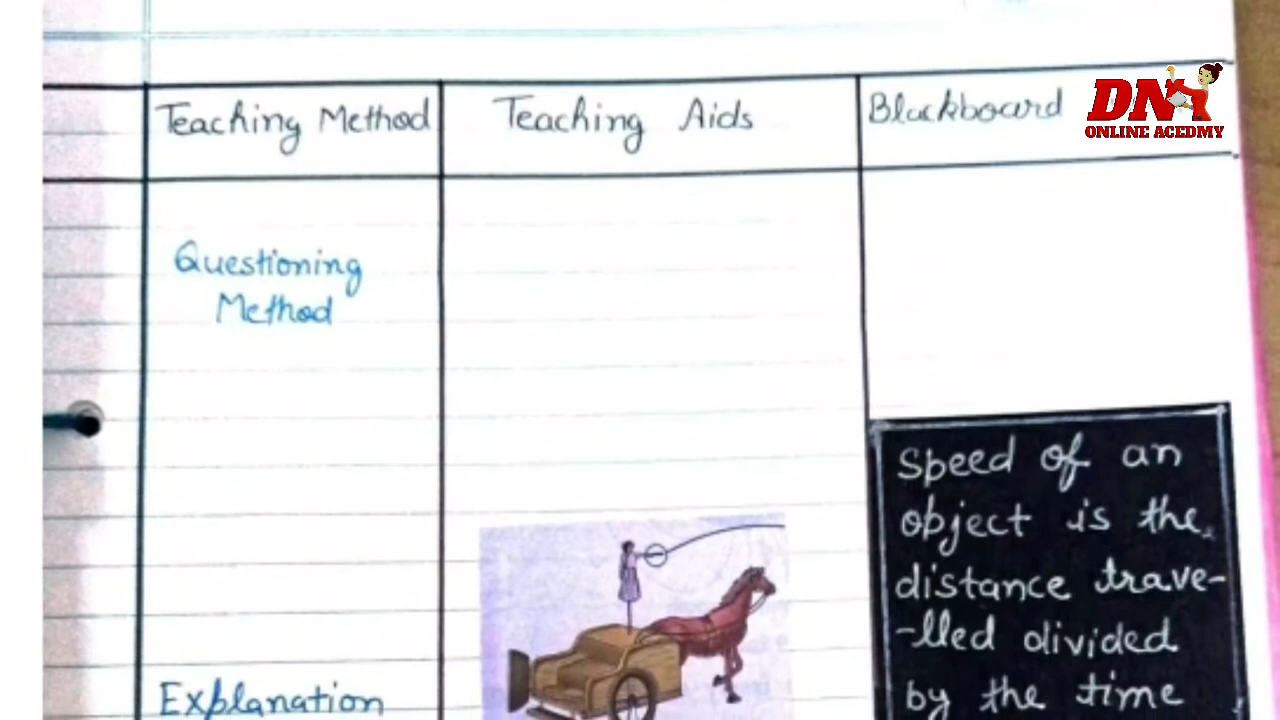 Teaching Method
Teaching Aids
Blackboard
DNA
ONLINE ACEDMY
Questioning
Method
Explanation
Speed of an
object is the
distance trave-
-lled divided
by the time